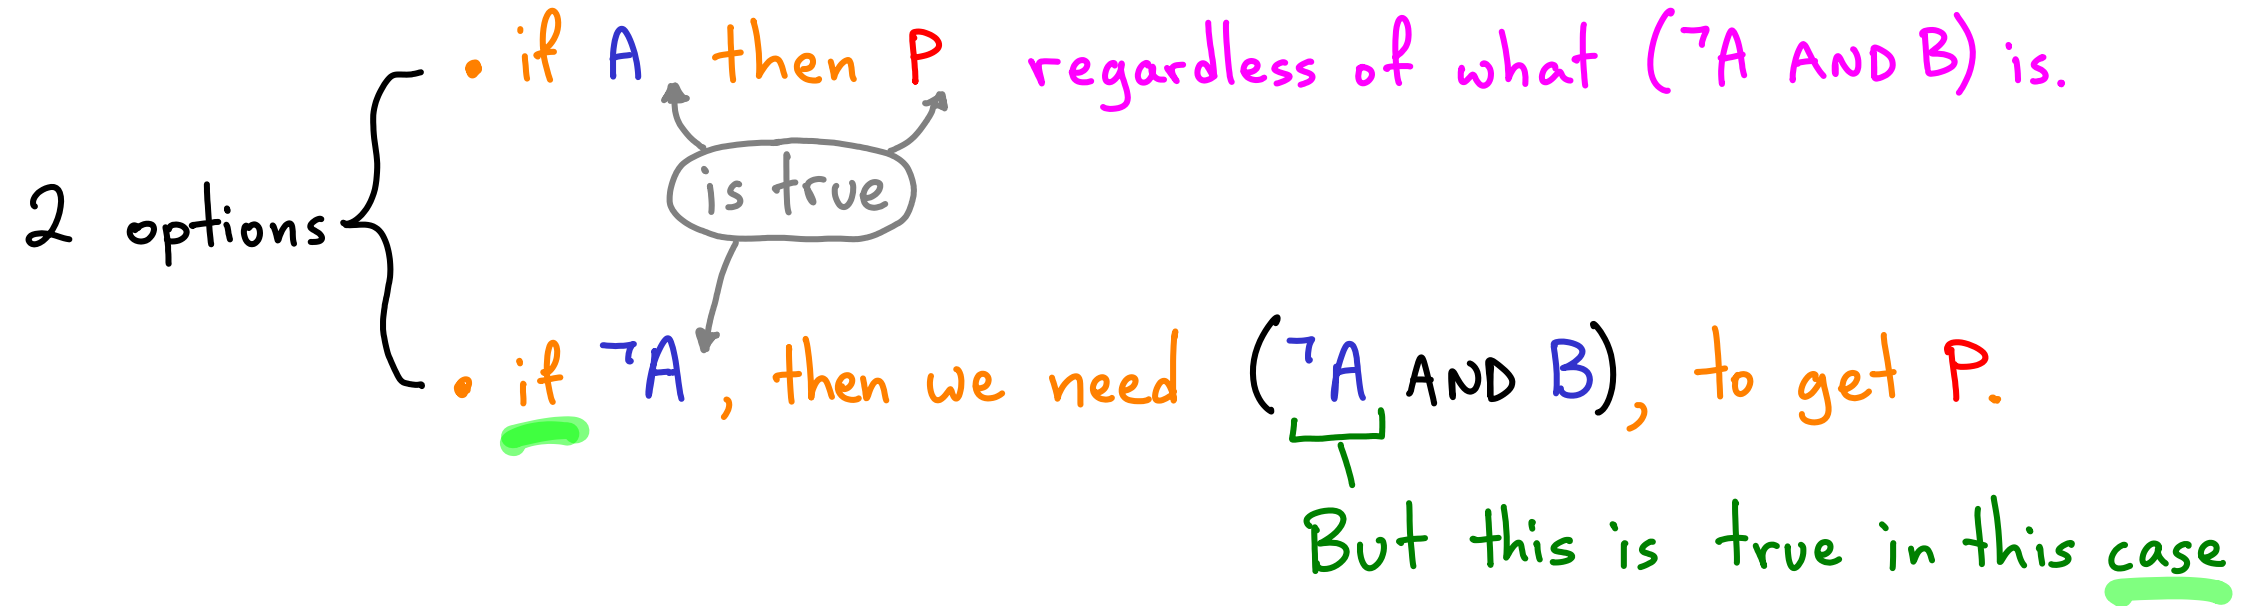 • if A then P regardless of what (¬A AND B) is.
is true
2 options
• if ¬A, then we need (¬A AND B), to get P.
But this is true in this case